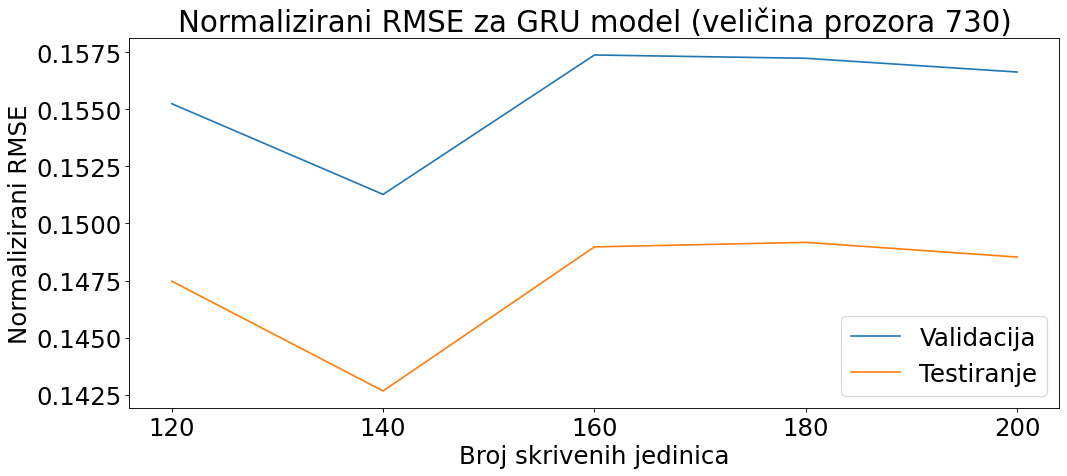 Normalizirani RMSE za GRU model (veličina prozora 730)
Normalizirani RMSE
0.1575
0.1550
0.1525
0.1500
0.1475
0.1450
0.1425
Validacija
Testiranje
120 140 160 180 200
Broj skrivenih jedinica